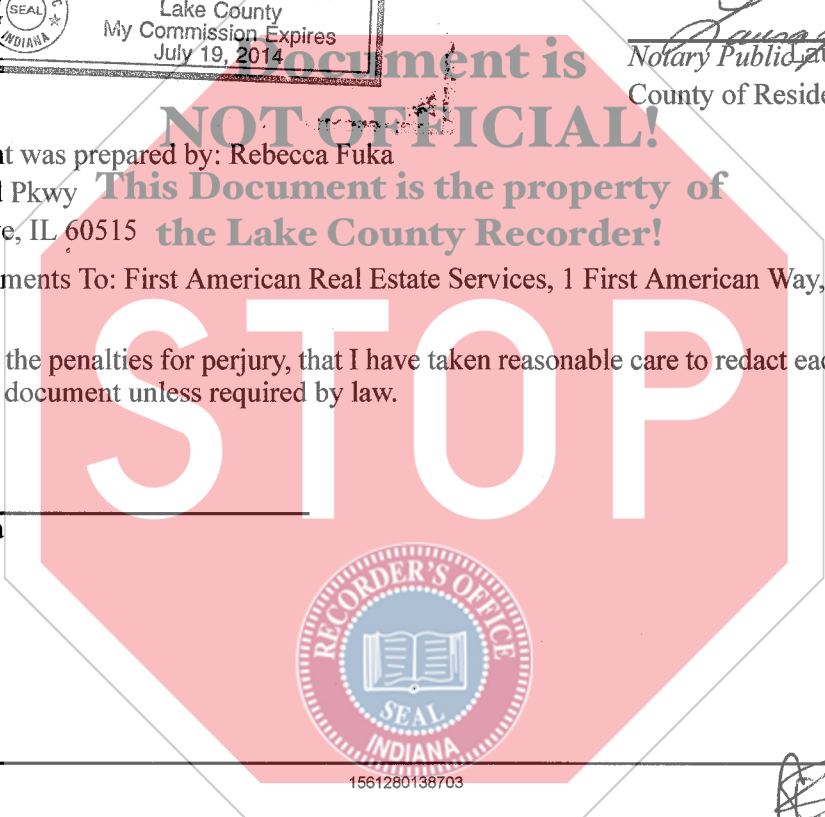 SEAL
INDIANA
Lake County
My Commission Expires
July 19, 2014
Document is
Notary Public
NOT OFFICIAL!
County of Reside
t was prepared by: Rebecca Fuka
Pkwy
This Document is the property of
e, IL 60515
the Lake County Recorder!
ments To: First American Real Estate Services, 1 First American Way,
the penalties for perjury, that I have taken reasonable care to redact eac
document unless required by law.
STOP
a
RECORDER'S OFFICE
SEAL
INDIANA
1561280138703